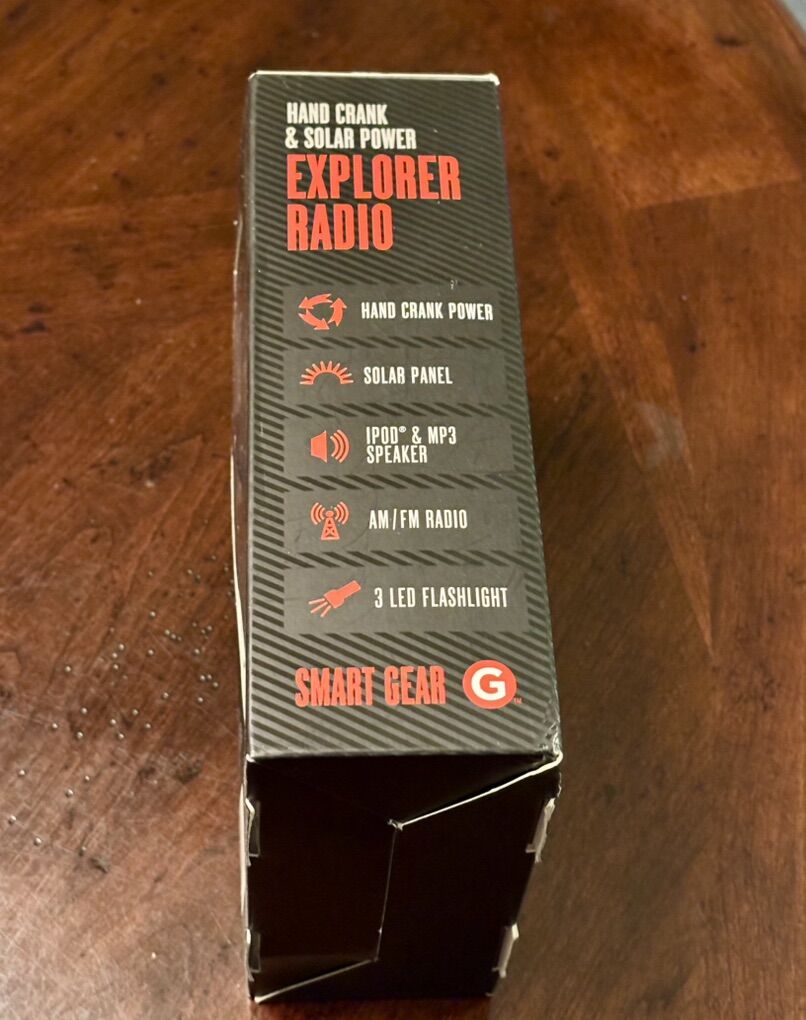 HAND CRANK
& SOLAR POWER
EXPLORER
RADIO
HAND CRANK POWER
SOLAR PANEL
IPOD® & MP3
SPEAKER
AM/FM RADIO
3 LED FLASHLIGHT
SMART GEAR G™